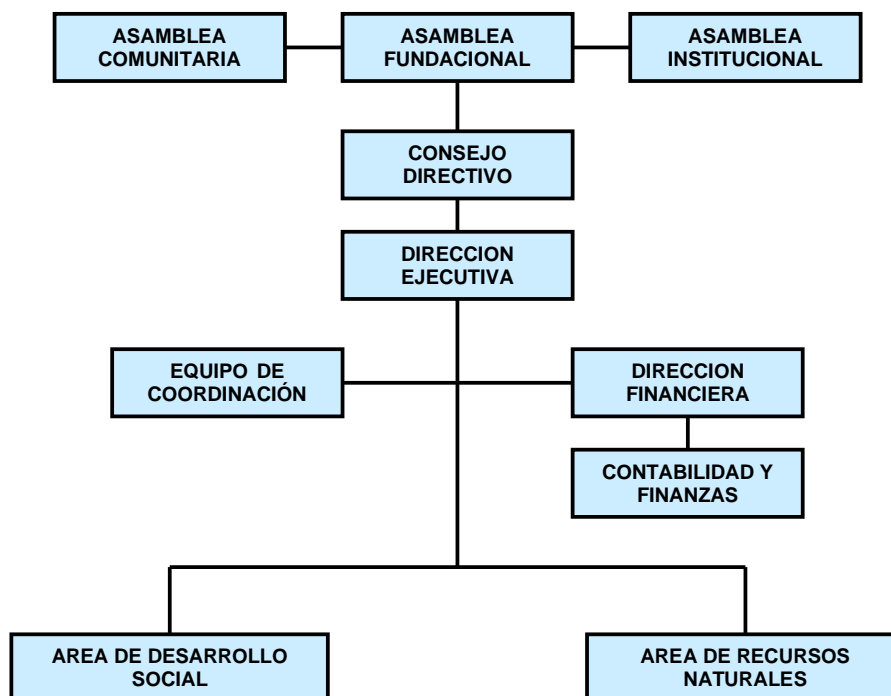 ASAMBLEA
COMUNITARIA
ASAMBLEA
FUNDACIONAL
ASAMBLEA
INSTITUCIONAL
CONSEJO
DIRECTIVO
DIRECCION
EJECUTIVA
EQUIPO DE
COORDINACIÓN
DIRECCION
FINANCIERA
CONTABILIDAD Y
FINANZAS
AREA DE DESARROLLO
SOCIAL
AREA DE RECURSOS
NATURALES